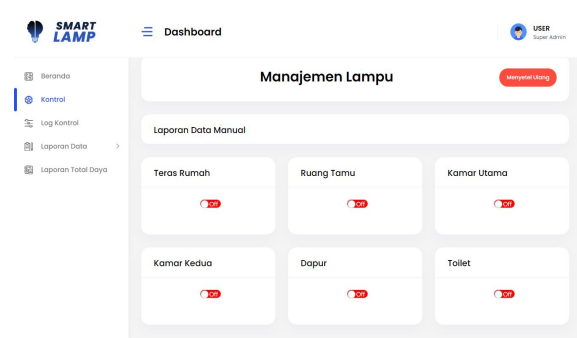 SMART
LAMP
Dashboard
USER
Super Admin
Beranda
Kontrol
Log Kontrol
Laporan Data
Laporan Total Daya
Manajemen Lampu
Menyetel Ulang
Laporan Data Manual
Teras Rumah
Ruang Tamu
Kamar Utama
Off
Off
Off
Kamar Kedua
Dapur
Toilet
Off
Off
Off